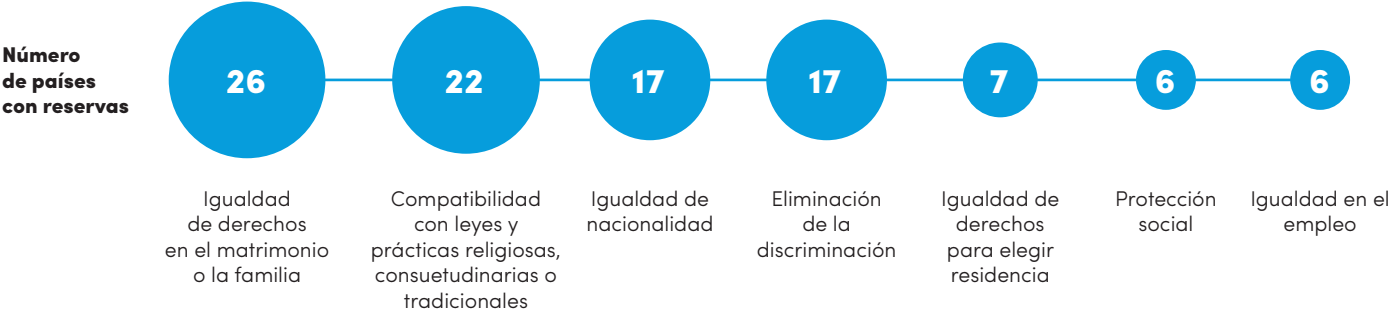 Número
de países
con reservas
26
22
17
17
7
6
6
Igualdad
de derechos
en el matrimonio
o la familia
Compatibilidad
con leyes y
prácticas religiosas,
consuetudinarias o
tradicionales
Igualdad de
nacionalidad
Eliminación
de la
discriminación
Igualdad de
derechos
para elegir
residencia
Protección
social
Igualdad en el
empleo